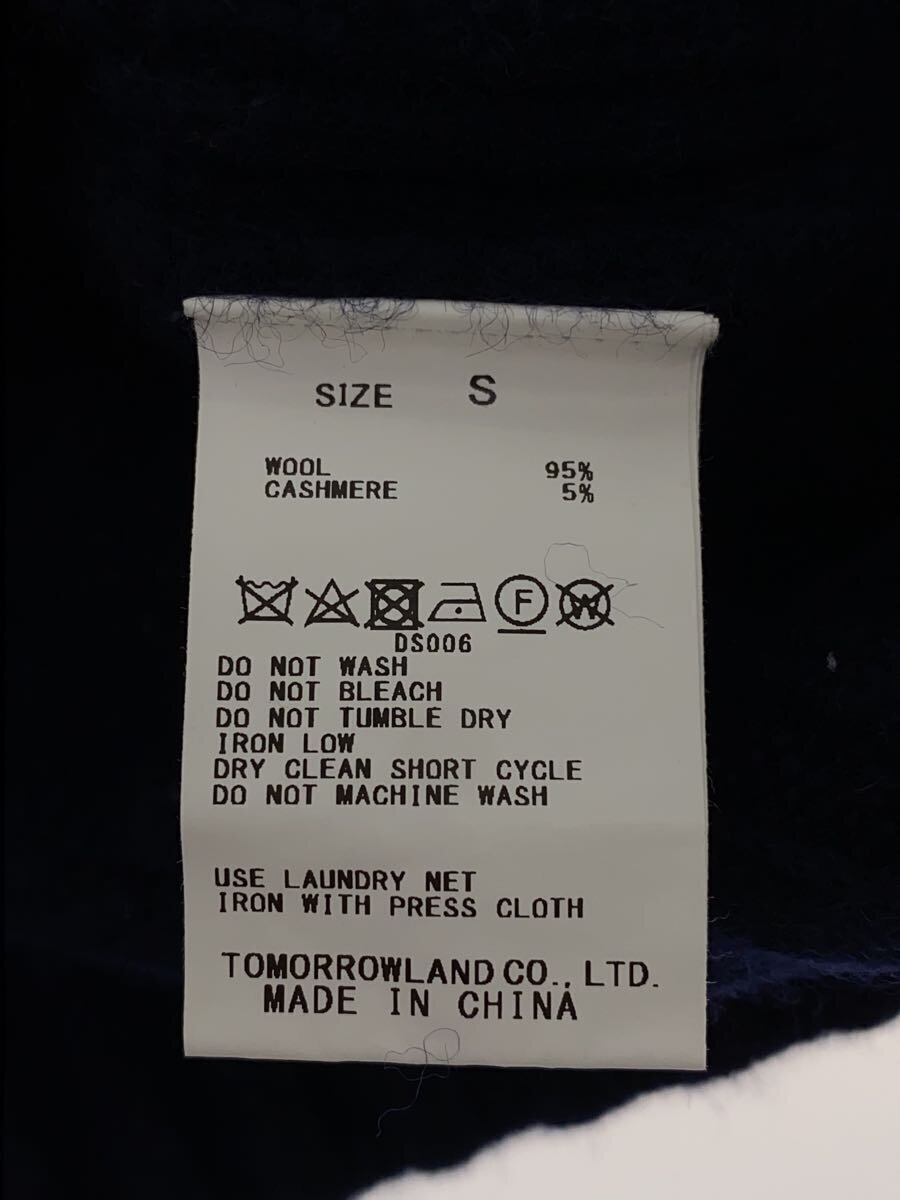 SIZE S
WOOL 95%
CASHMERE 5%
F W
DS006
DO NOT WASH
DO NOT BLEACH
DO NOT TUMBLE DRY
IRON LOW
DRY CLEAN SHORT CYCLE
DO NOT MACHINE WASH
USE LAUNDRY NET
IRON WITH PRESS CLOTH
TOMORROWLAND CO., LTD.
MADE IN CHINA